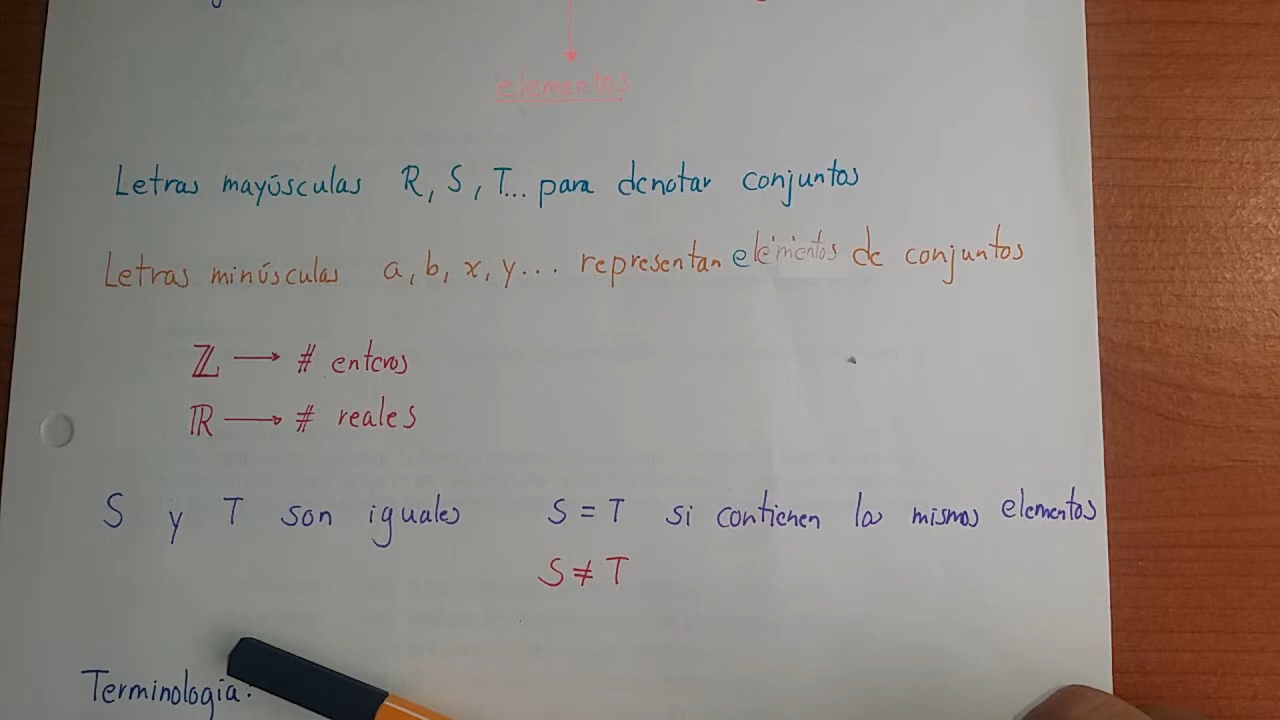 elementos
Letras mayúsculas R, S, T... para denotar conjuntos
Letras minúsculas a, b, x, y... representan elementos de conjuntos
ℤ → # enteros
ℝ → # reales
S y T son iguales S = T si contienen los mismos elementos
S ≠ T
Terminología: